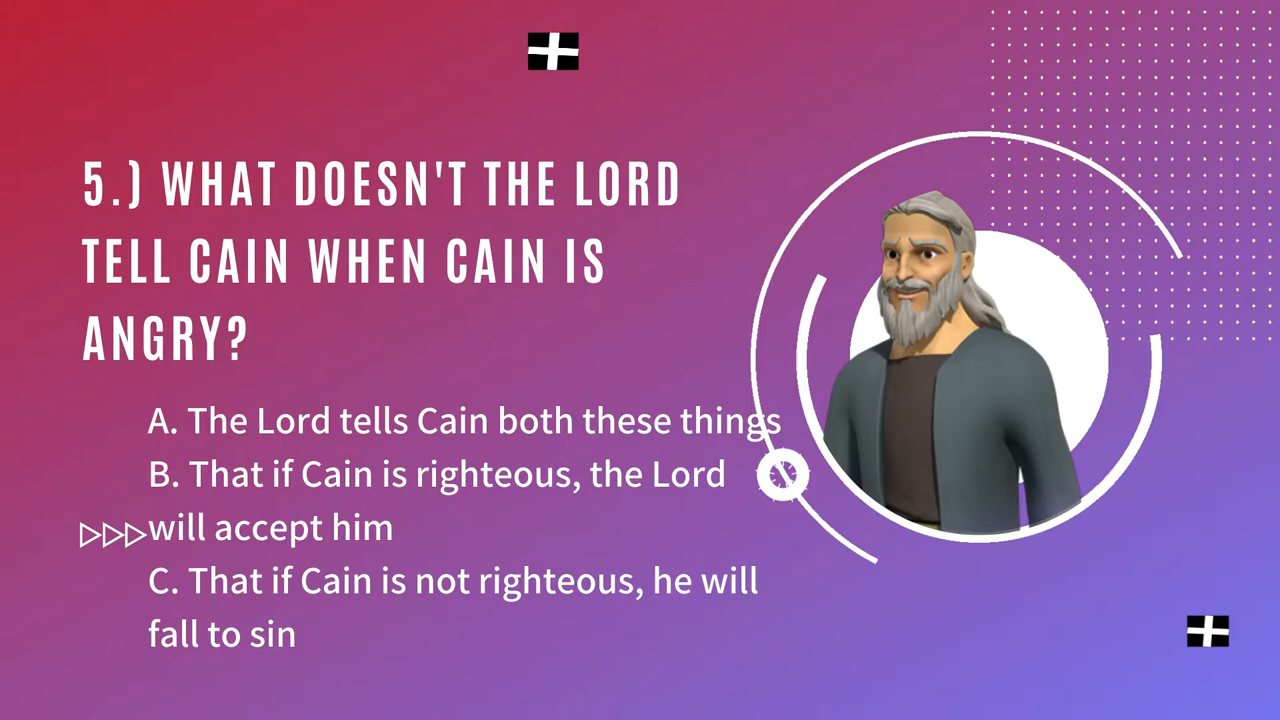 5.) WHAT DOESN'T THE LORD
TELL CAIN WHEN CAIN IS
ANGRY?
A. The Lord tells Cain both these things
B. That if Cain is righteous, the Lord
will accept him
C. That if Cain is not righteous, he will
fall to sin